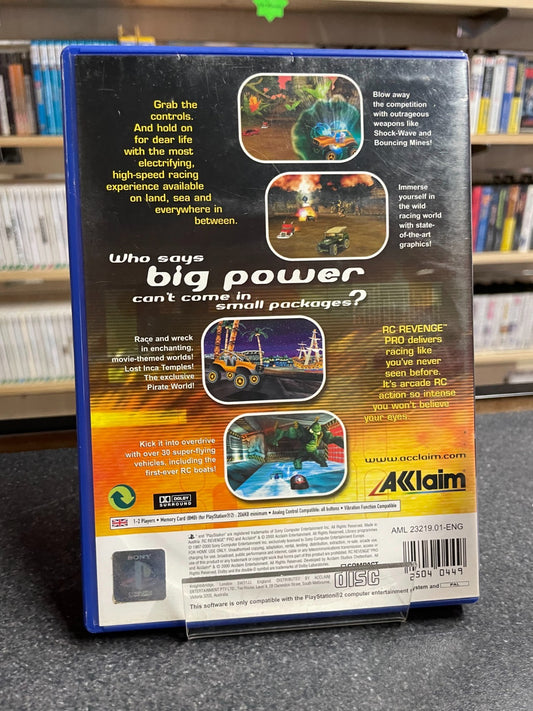 Grab the
controls.
And hold on
for dear life
with the most
electrifying,
high-speed racing
experience available
on land, sea and
everywhere in
between.
Blow away
the competition
with outrageous
weapons like
Shock-Wave and
Bouncing Mines!
Immerse
yourself in
the wild
racing world
with state-
of-the-art
graphics!
Who says
big power
can't come in
small packages?
Race and wreck
in enchanting,
movie-themed worlds!
Lost Inca Temples!
The exclusive
Pirate World!
RC REVENGE™
PRO delivers
racing like
you've never
seen before.
It's arcade RC
action so intense
you won't believe
your eyes.
Kick it into overdrive
with over 30 super-flying
vehicles, including the
first-ever RC boats!
www.acclaim.com
AKKlaim
DOLBY
SURROUND
1-2 Players • Memory Card (8MB) (for PlayStation®2) - 204KB minimum • Analog Control Compatible: all buttons • Vibration Function Compatible
AML 23219.01-ENG
SONY
COMPACT
DISC
2504 0449
PAL
This software is only compatible with the PlayStation®2 computer entertainment system and